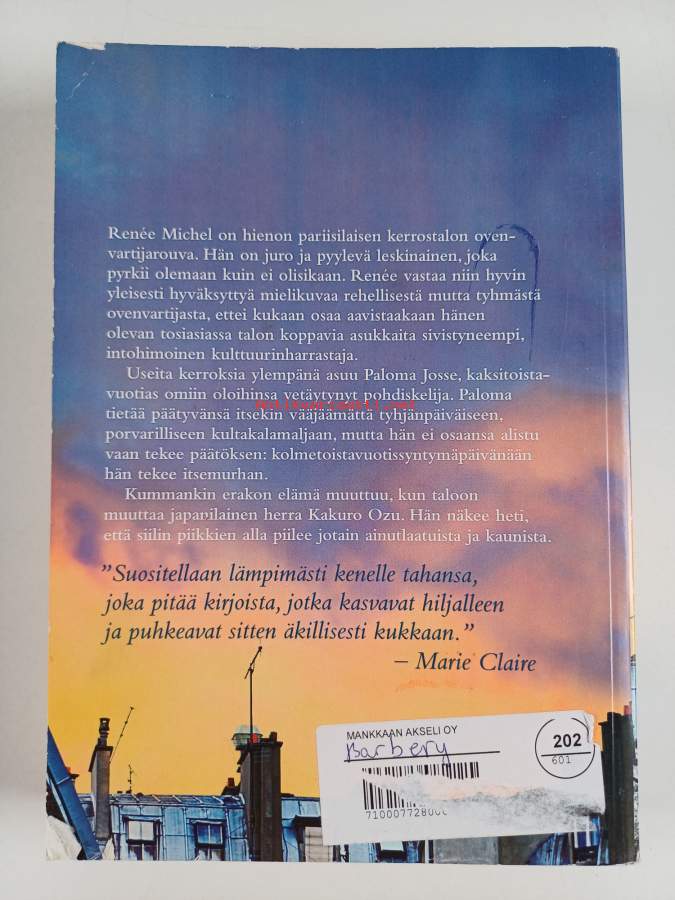 Renée Michel on hienon pariisilaisen kerrostalon oven-
vartijarouva. Hän on juro ja pyylevä leskinainen, joka
pyrkii olemaan kuin ei olisikaan. Renée vastaa niin hyvin
yleisesti hyväksyttyä mielikuvaa rehellisestä mutta tyhmästä
ovenvartijasta, ettei kukaan osaa aavistaakaan hänen
olevan tosiasiassa talon koppavia asukkaita sivistyneempi,
intohimoinen kulttuurinharrastaja.
Useita kerroksia ylempänä asuu Paloma Josse, kaksitoista-
vuotias omiin oloihinsa vetäytynyt pohdiskelija. Paloma
antikvariaatti.net
tietää päätyvänsä itsekin vääjäämättä tyhjänpäiväiseen,
porvarilliseen kultakalamaljaan, mutta hän ei osaansa alistu
vaan tekee päätöksen: kolmetoistavuotissyntymäpäivänään
hän tekee itsemurhan.
Kummankin erakon elämä muuttuu, kun taloon
muuttaa japanilainen herra Kakuro Ozu. Hän näkee heti,
että siilin piikkien alla piilee jotain ainutlaatuista ja kaunista.
"Suositellaan lämpimästi kenelle tahansa,
joka pitää kirjoista, jotka kasvavat hiljalleen
ja puhkeavat sitten äkillisesti kukkaan."
– Marie Claire
MANKKAAN AKSELI OY
Barbery
202
601
71000772800